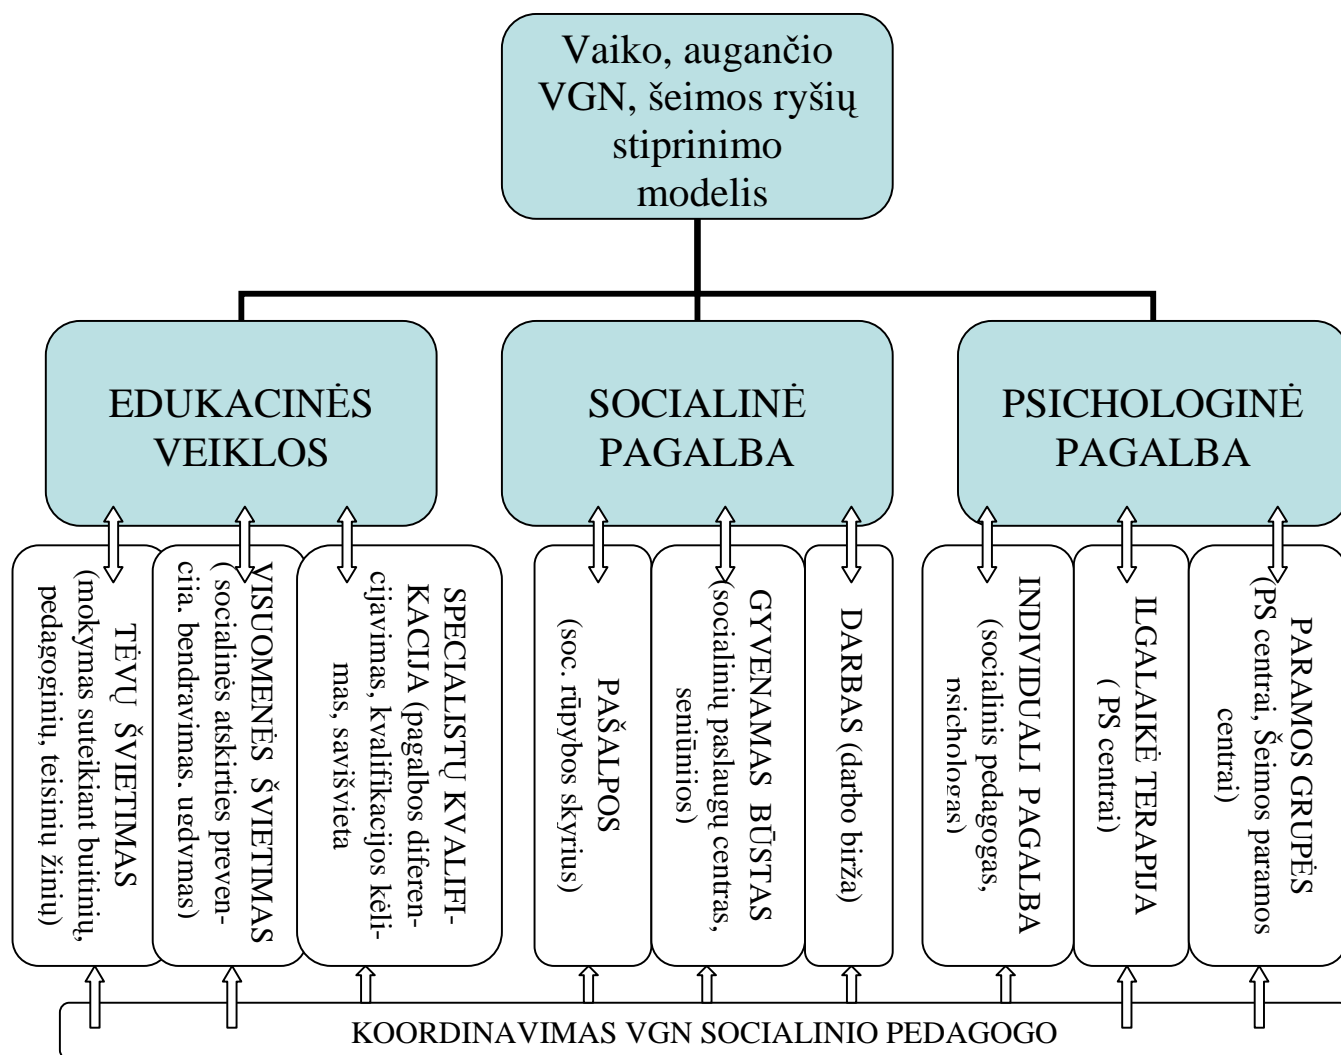 Vaiko, augančio
VGN, šeimos ryšių
stiprinimo
modelis
EDUKACINĖS
VEIKLOS
SOCIALINĖ
PAGALBA
PSICHOLOGINĖ
PAGALBA
TĖVŲ ŠVIETIMAS
(mokymas suteikiant buitinių,
pedagoginių, teisinių žinių)
VISUOMENĖS ŠVIETIMAS
( socialinės atskirties preven-
cija, bendravimas, ugdymas)
SPECIALISTŲ KVALIFI-
KACIJA (pagalbos diferen-
cijavimas, kvalifikacijos kėli-
mas, savišvieta
PAŠALPOS
(soc. rūpybos skyrius)
GYVENAMAS BŪSTAS
(socialinių paslaugų centras,
seniūnijos)
DARBAS (darbo birža)
INDIVIDUALI PAGALBA
(socialinis pedagogas,
psichologas)
ILGALAIKĖ TERAPIJA
( PS centrai)
PARAMOS GRUPĖS
(PS centrai, Šeimos paramos
centrai)
KOORDINAVIMAS VGN SOCIALINIO PEDAGOGO